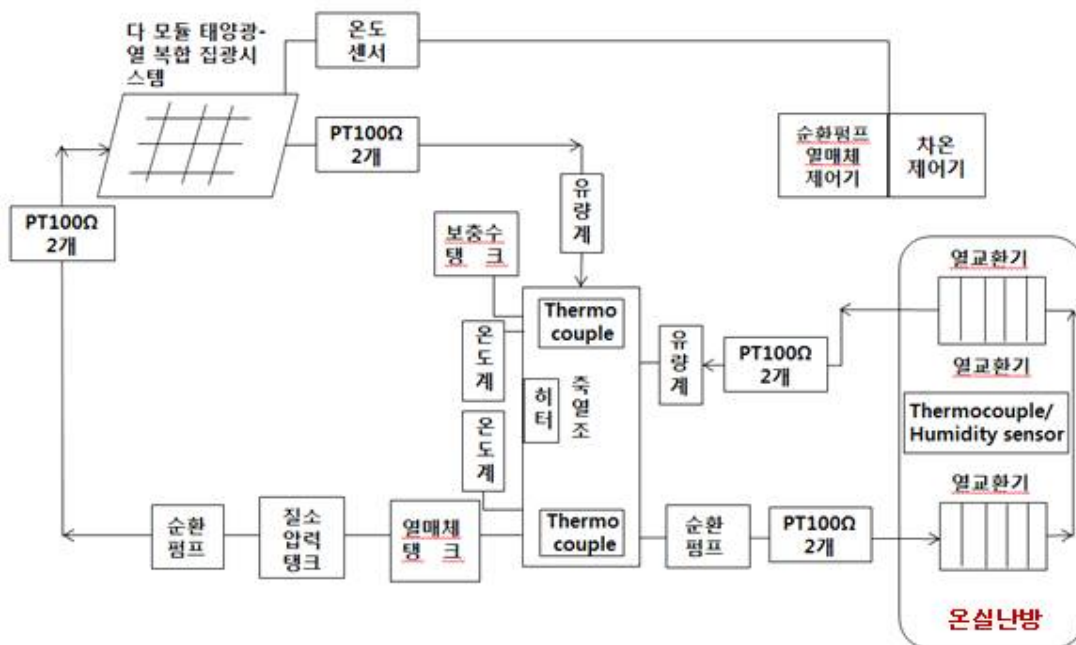 다 모듈 태양광-
열 복합 집광시
스템
온도
센서
PT100Ω
2개
순환펌프
열매체
제어기
차온
제어기
PT100Ω
2개
유
량
계
보충수
탱 크
열교환기
Thermo
couple
온
도
계
유
량
계
PT100Ω
2개
열교환기
히
터
축
열
조
Thermocouple/
Humidity sensor
온
도
계
열교환기
순환
펌프
질소
압력
탱크
열매체
탱 크
Thermo
couple
순환
펌프
PT100Ω
2개
온실난방